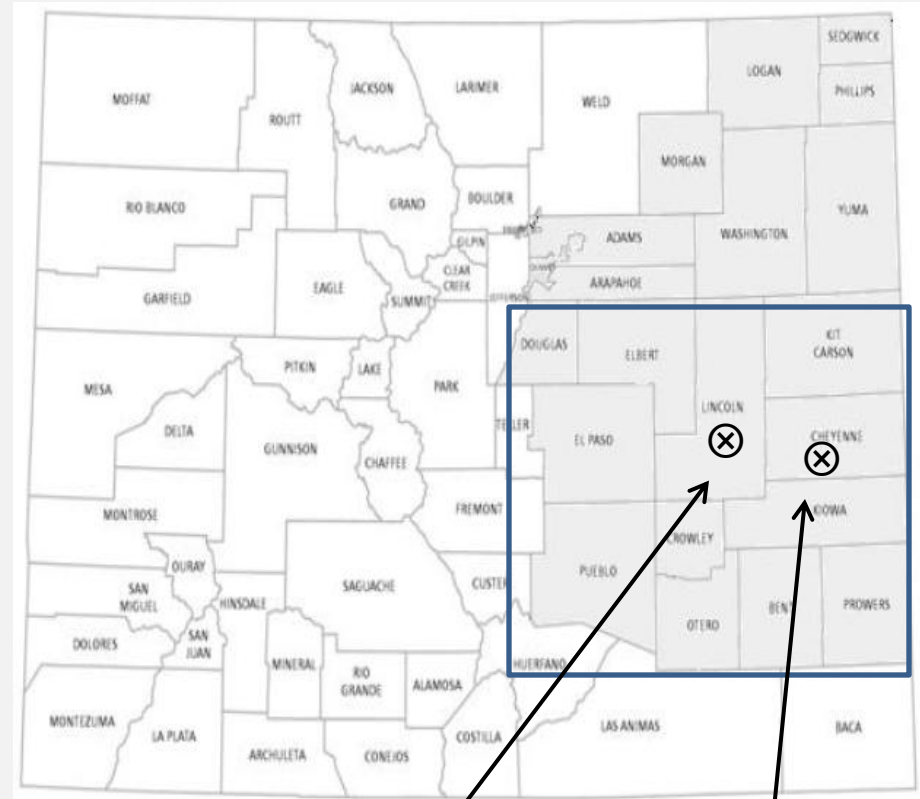 SEDGWICK
LOGAN
JACKSON
LARIMER
MOFFAT
WELD
PHILLIPS
ROUTT
MORGAN
BOULDER
GRAND
RIO BLANCO
YUMA
WASHINGTON
ADAMS
GILPIN
CLEAR
CREEK
ARAPAHOE
EAGLE
SUMMIT
JEFFERSON
GARFIELD
KIT
CARSON
DOUGLAS
ELBERT
PITKIN
LAKE
PARK
MESA
LINCOLN
TELLER
DELTA
EL PASO
CHEYENNE
GUNNISON
CHAFFEE
FREMONT
KIOWA
MONTROSE
CROWLEY
OURAY
PUEBLO
SAGUACHE
CUSTER
SAN
MIGUEL
HINSDALE
BENT
PROWERS
OTERO
DOLORES
SAN
JUAN
MINERAL
HUERFANO
RIO
GRANDE
ALAMOSA
MONTEZUMA
LAS ANIMAS
BACA
LA PLATA
COSTILLA
ARCHULETA
CONEJOS